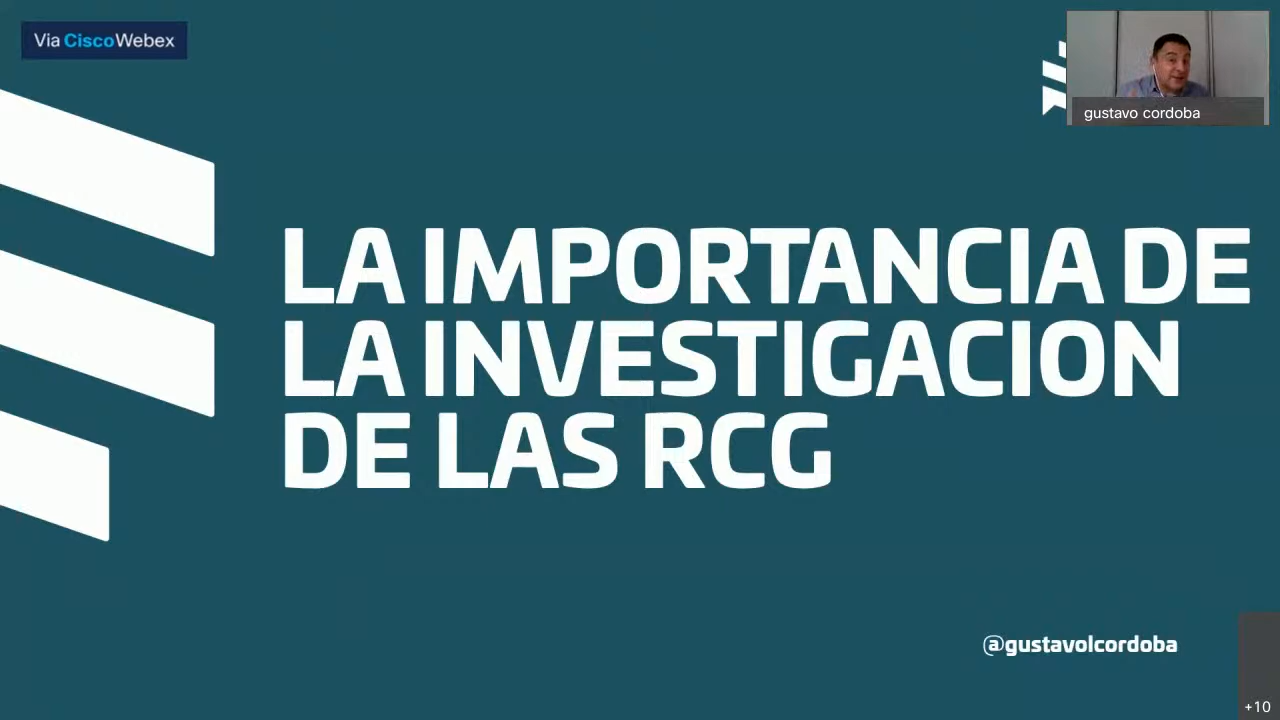 Via CiscoWebex
gustavo cordoba
LA IMPORTANCIA DE
LA INVESTIGACION
DE LAS RCG
@gustavolcordoba
+10